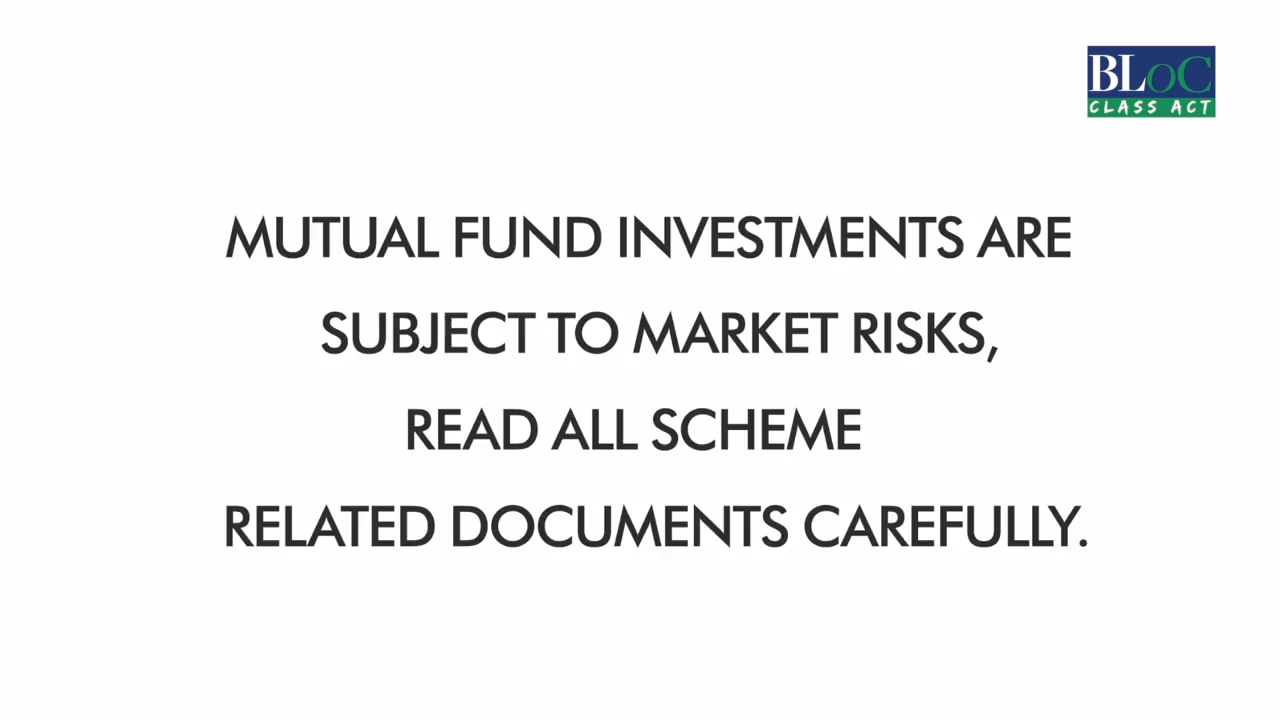 BLoC
CLASS ACT
MUTUAL FUND INVESTMENTS ARE
SUBJECT TO MARKET RISKS,
READ ALL SCHEME
RELATED DOCUMENTS CAREFULLY.